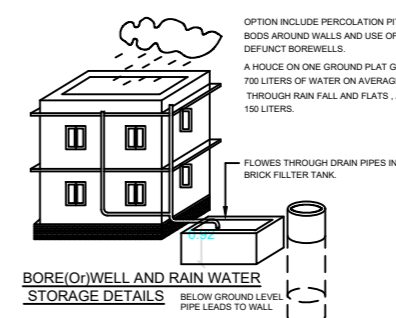 OPTION INCLUDE PERCOLATION PI
BODS AROUND WALLS AND USE OF
DEFUNCT BOREWELLS.
A HOUCE ON ONE GROUND PLAT G
700 LITERS OF WATER ON AVERAG
THROUGH RAIN FALL AND FLATS ,
150 LITERS.
FLOWES THROUGH DRAIN PIPES IN
BRICK FILLTER TANK.
0.92
BORE(Or)WELL AND RAIN WATER
STORAGE DETAILS
BELOW GROUND LEVEL
PIPE LEADS TO WALL